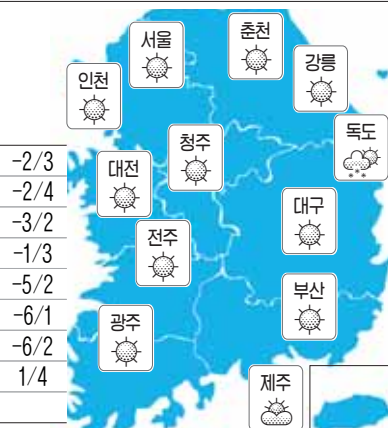 서울
춘천
인천
강릉
독도
청주
대전
대구
전주
부산
광주
제주
-2/3
-2/4
-3/2
-1/3
-5/2
-6/1
-6/2
1/4